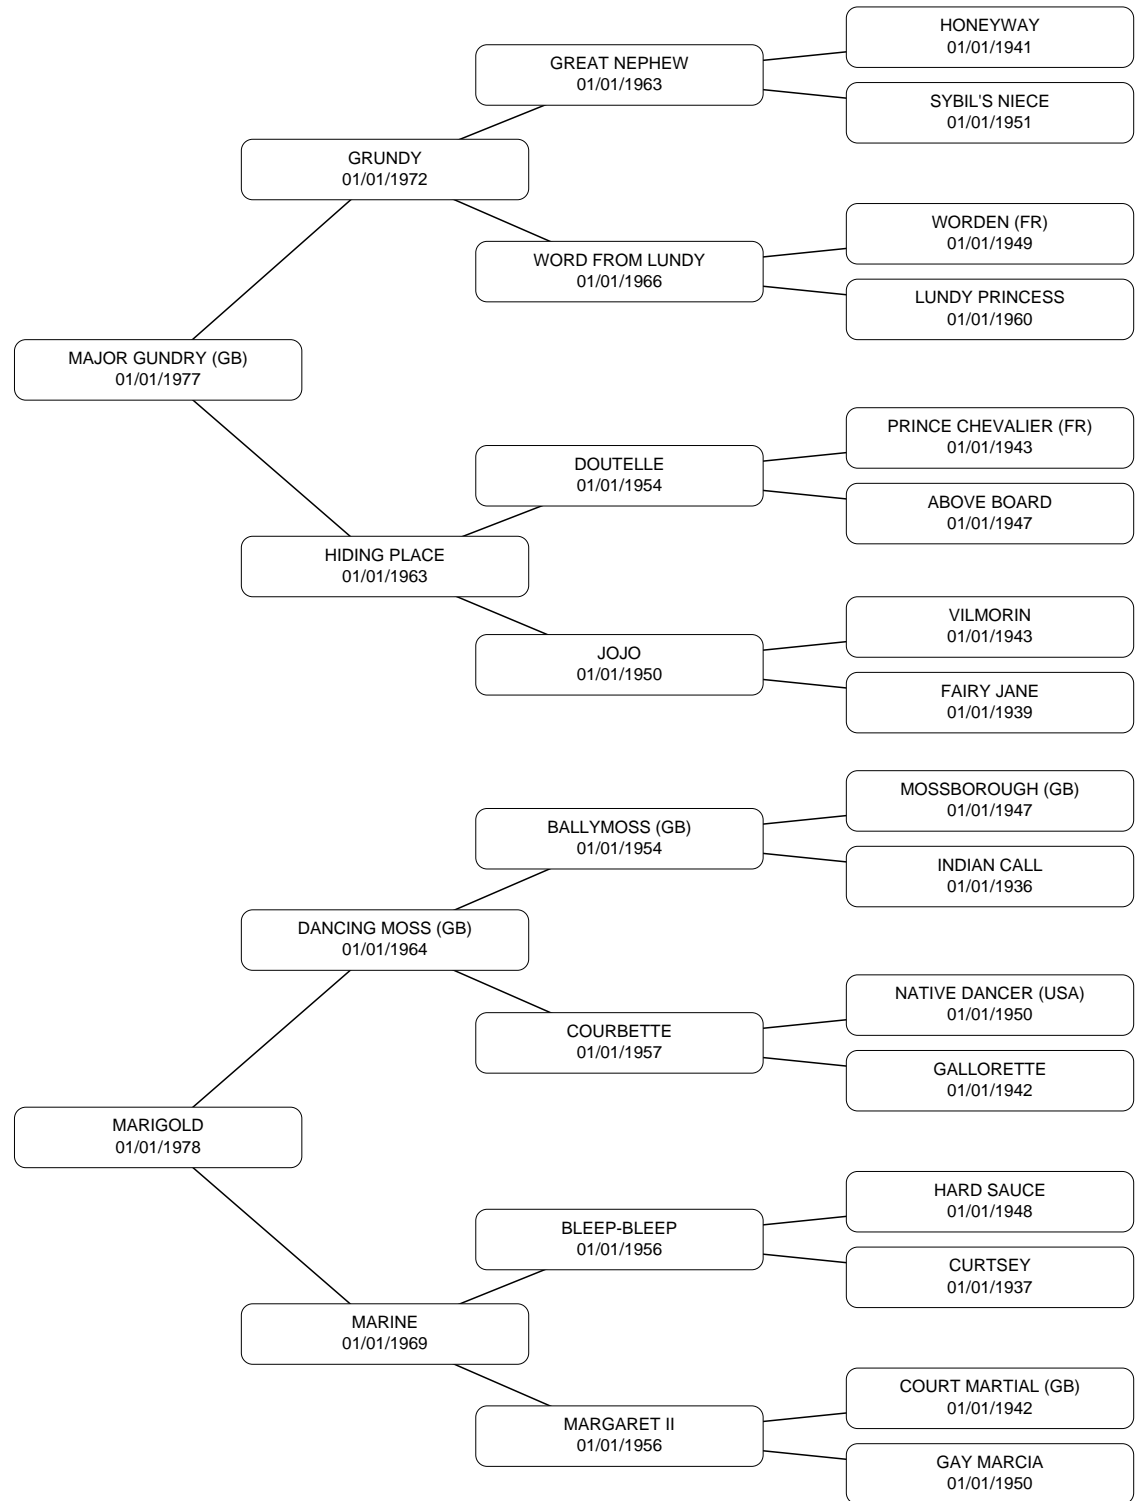 HONEYWAY
01/01/1941
GREAT NEPHEW
01/01/1963
SYBIL'S NIECE
01/01/1951
GRUNDY
01/01/1972
WORDEN (FR)
01/01/1949
WORD FROM LUNDY
01/01/1966
LUNDY PRINCESS
01/01/1960
MAJOR GUNDRY (GB)
01/01/1977
PRINCE CHEVALIER (FR)
01/01/1943
DOUTELLE
01/01/1954
ABOVE BOARD
01/01/1947
HIDING PLACE
01/01/1963
VILMORIN
01/01/1943
JOJO
01/01/1950
FAIRY JANE
01/01/1939
MOSSBOROUGH (GB)
01/01/1947
BALLYMOSS (GB)
01/01/1954
INDIAN CALL
01/01/1936
DANCING MOSS (GB)
01/01/1964
NATIVE DANCER (USA)
01/01/1950
COURBETTE
01/01/1957
GALLORETTE
01/01/1942
MARIGOLD
01/01/1978
HARD SAUCE
01/01/1948
BLEEP-BLEEP
01/01/1956
CURTSEY
01/01/1937
MARINE
01/01/1969
COURT MARTIAL (GB)
01/01/1942
MARGARET II
01/01/1956
GAY MARCIA
01/01/1950